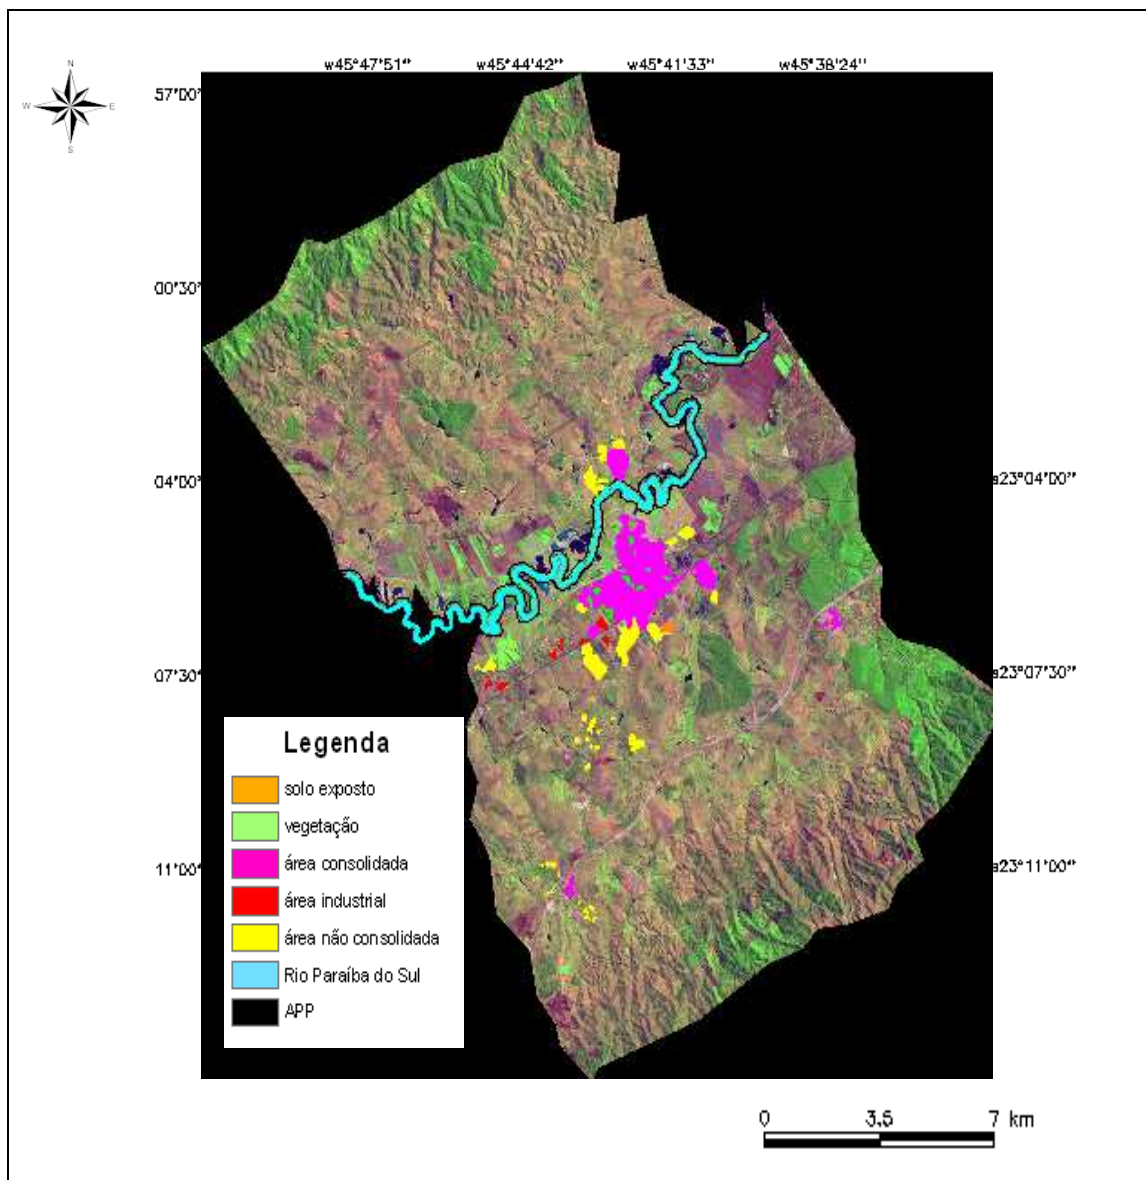 N
W E
S
w45°47'51" w45°44'42" w45°41'33" w45°38'24"
57'00"
00'30"
04'00" s23°04'00"
07'30" s23°07'30"
11'00" s23°11'00"
Legenda
solo exposto
vegetação
área consolidada
área industrial
área não consolidada
Rio Paraíba do Sul
APP
0 3.5 7 km